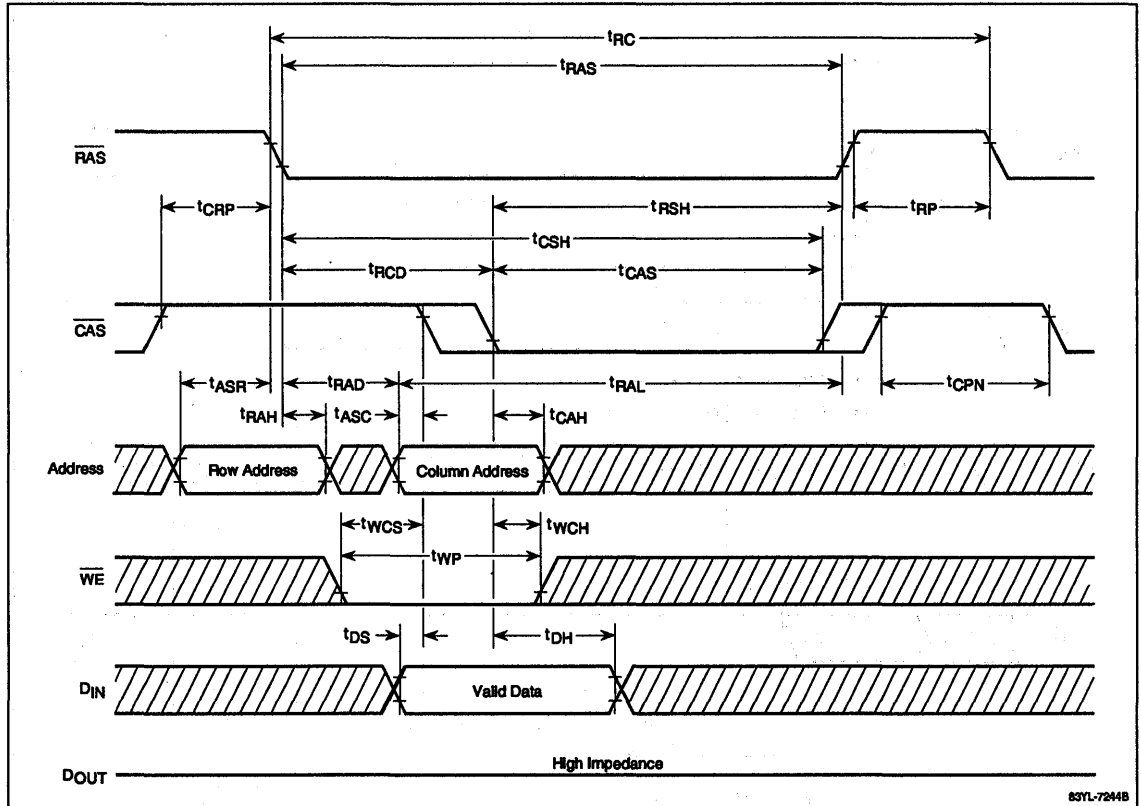 tRC
tRAS
RAS
tCRP
tRSH
tRP
tCSH
tRCD
tCAS
CAS
tASR
tRAD
tRAL
tCPN
tRAH
tASC
tCAH
Address
Row Address
Column Address
tWCS
tWCH
tWP
WE
tDS
tDH
DIN
Valid Data
High Impedance
DOUT
83YL-7244B